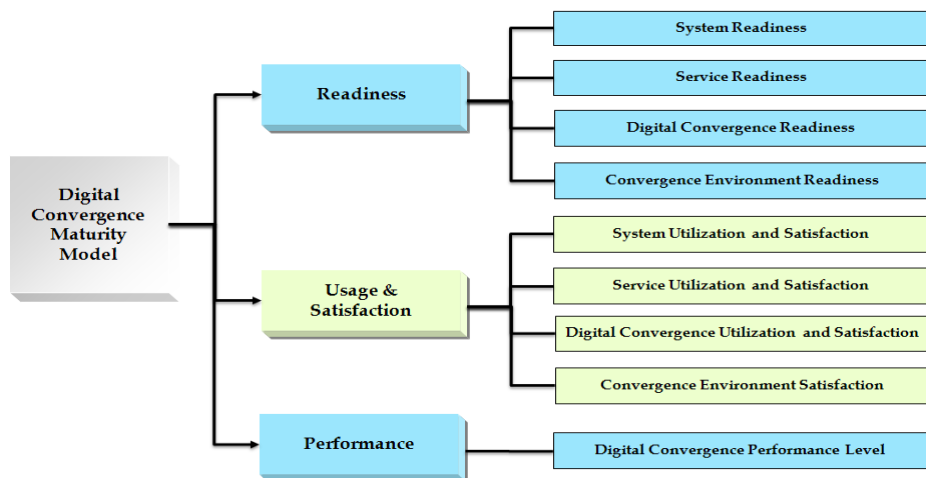 Digital
Convergence
Maturity
Model
Readiness
System Readiness
Service Readiness
Digital Convergence Readiness
Convergence Environment Readiness
Usage &
Satisfaction
System Utilization and Satisfaction
Service Utilization and Satisfaction
Digital Convergence Utilization and Satisfaction
Convergence Environment Satisfaction
Performance
Digital Convergence Performance Level